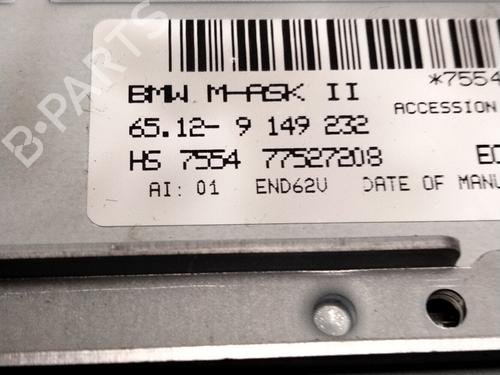 *7554
BMW M-ASK II
ACCESSION
65.12- 9 149 232
HS 7554 77527208
AI: 01 END62V DATE OF MANU
B-PARTS